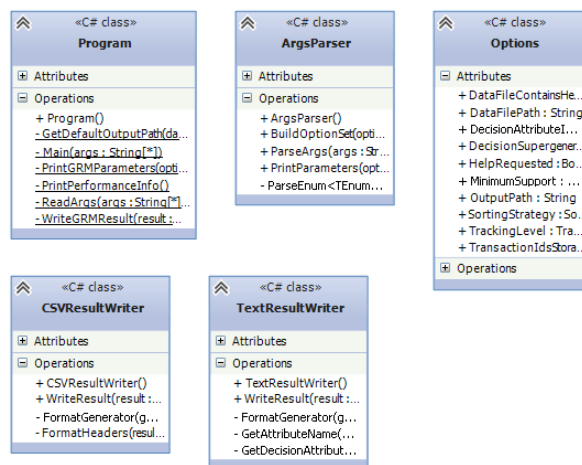 «C# class»
Program
Attributes
Operations
+ Program()
- GetDefaultOutputPath(da...
- Main(args : String[*])
- PrintGRMParameters(opti...
- PrintPerformanceInfo()
- ReadArgs(args : String[*]...
- WriteGRMResult(result :...
«C# class»
ArgsParser
Attributes
Operations
+ ArgsParser()
+ BuildOptionSet(opti...
+ ParseArgs(args : Str...
+ PrintParameters(opt...
- ParseEnum<TEnum...
«C# class»
Options
Attributes
+ DataFileContainsHe...
+ DataFilePath : String
+ DecisionAttributeI...
+ DecisionSupergener...
+ HelpRequested : Bo...
+ MinimumSupport : ...
+ OutputPath : String
+ SortingStrategy : So...
+ TrackingLevel : Tra...
+ TransactionIdsStora...
Operations
«C# class»
CSVResultWriter
Attributes
Operations
+ CSVResultWriter()
+ WriteResult(result :...
- FormatGenerator(g...
- FormatHeaders(resul...
«C# class»
TextResultWriter
Attributes
Operations
+ TextResultWriter()
+ WriteResult(result :...
- FormatGenerator(g...
- GetAttributeName(...
- GetDecisionAttribut...